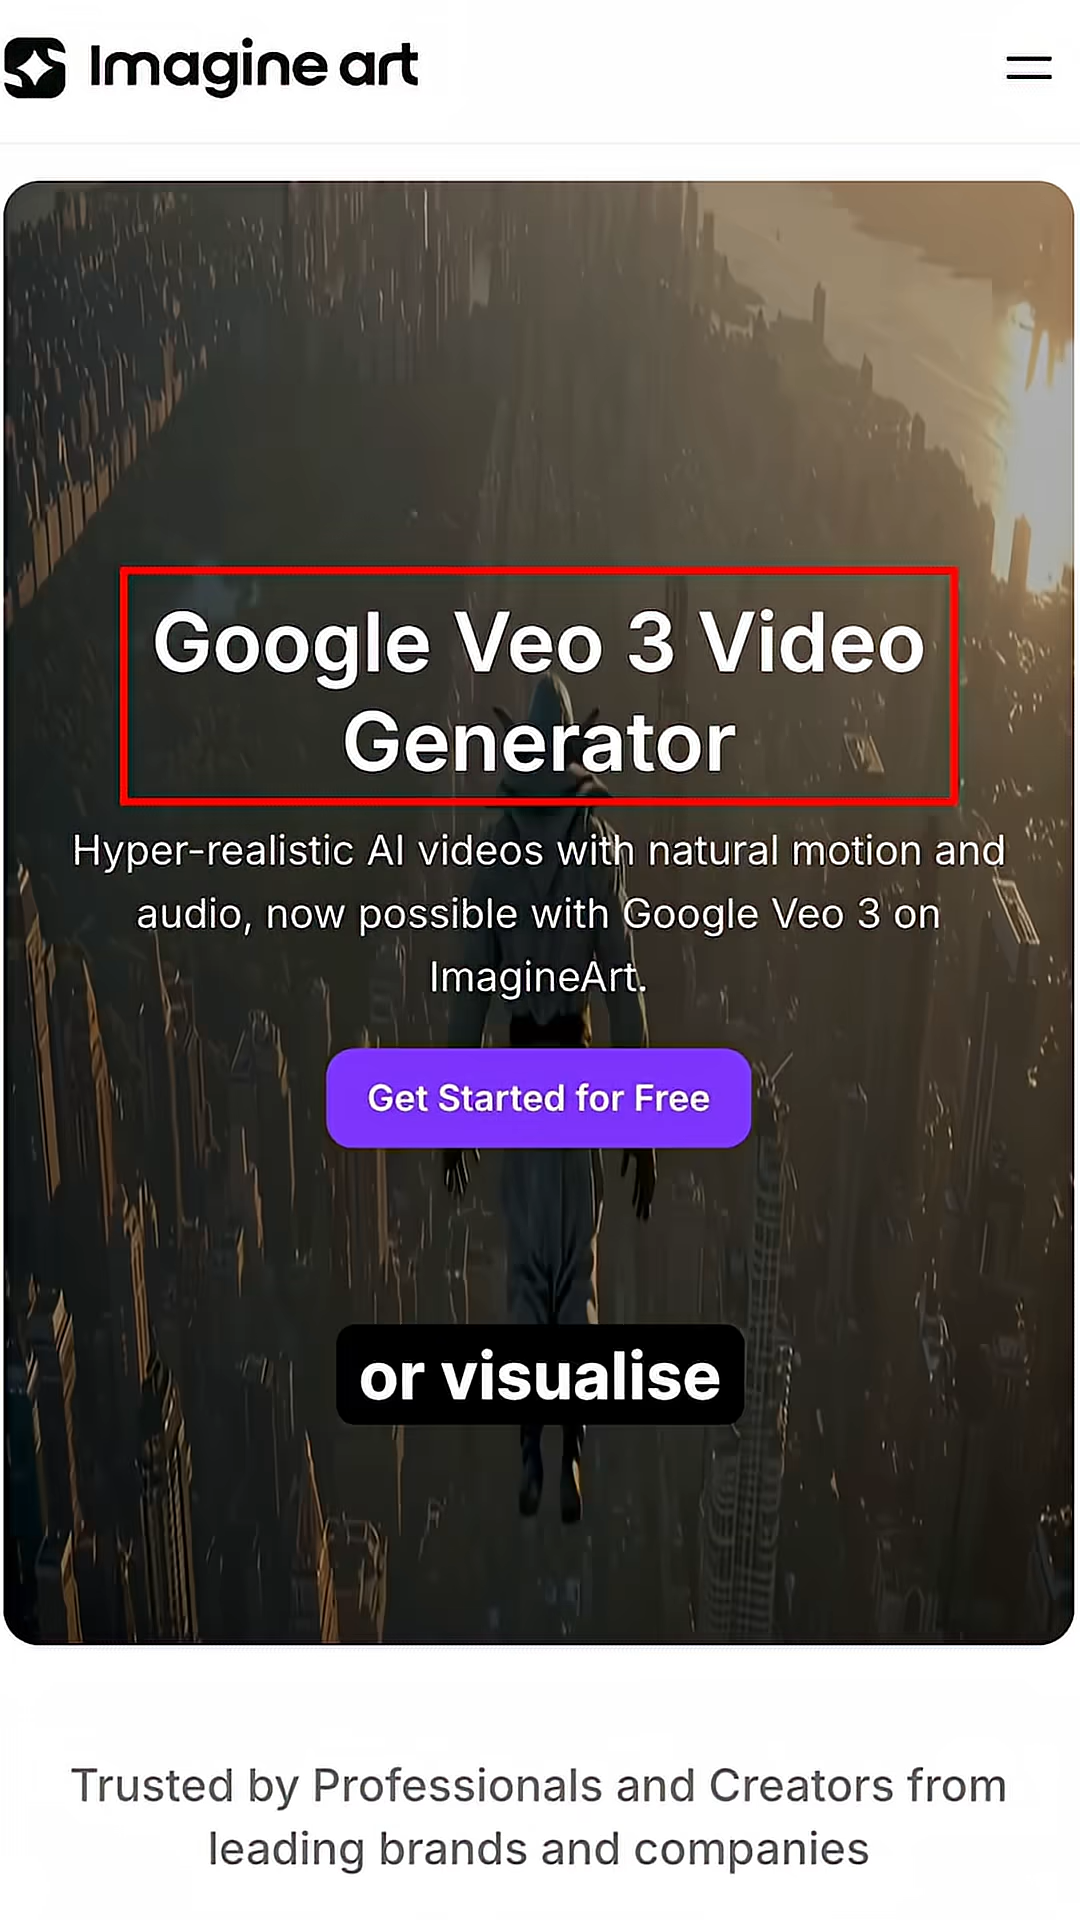 Imagine art
Google Veo 3 Video
Generator
Hyper-realistic AI videos with natural motion and
audio, now possible with Google Veo 3 on
ImagineArt.
Get Started for Free
or visualise
Trusted by Professionals and Creators from
leading brands and companies